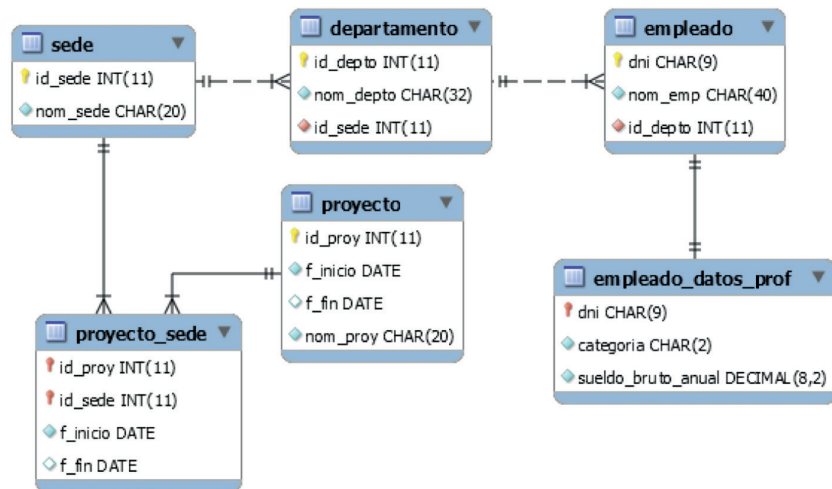 sede
id_sede INT(11)
nom_sede CHAR(20)
departamento
id_depto INT(11)
nom_depto CHAR(32)
id_sede INT(11)
empleado
dni CHAR(9)
nom_emp CHAR(40)
id_depto INT(11)
proyecto
id_proy INT(11)
f_inicio DATE
f_fin DATE
nom_proy CHAR(20)
empleado_datos_prof
dni CHAR(9)
categoria CHAR(2)
sueldo_bruto_anual DECIMAL(8,2)
proyecto_sede
id_proy INT(11)
id_sede INT(11)
f_inicio DATE
f_fin DATE